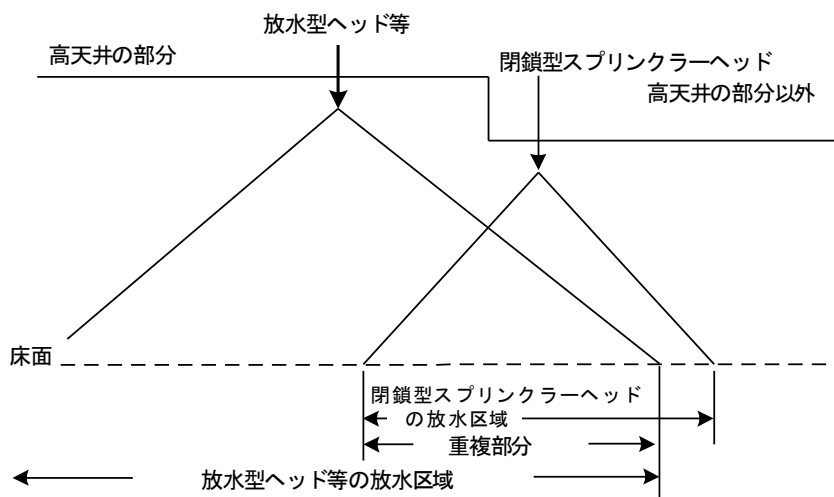 放水型ヘッド等
高天井の部分
閉鎖型スプリンクラーヘッド
高天井の部分以外
床面
閉鎖型スプリンクラーヘッド
の放水区域
重複部分
放水型ヘッド等の放水区域